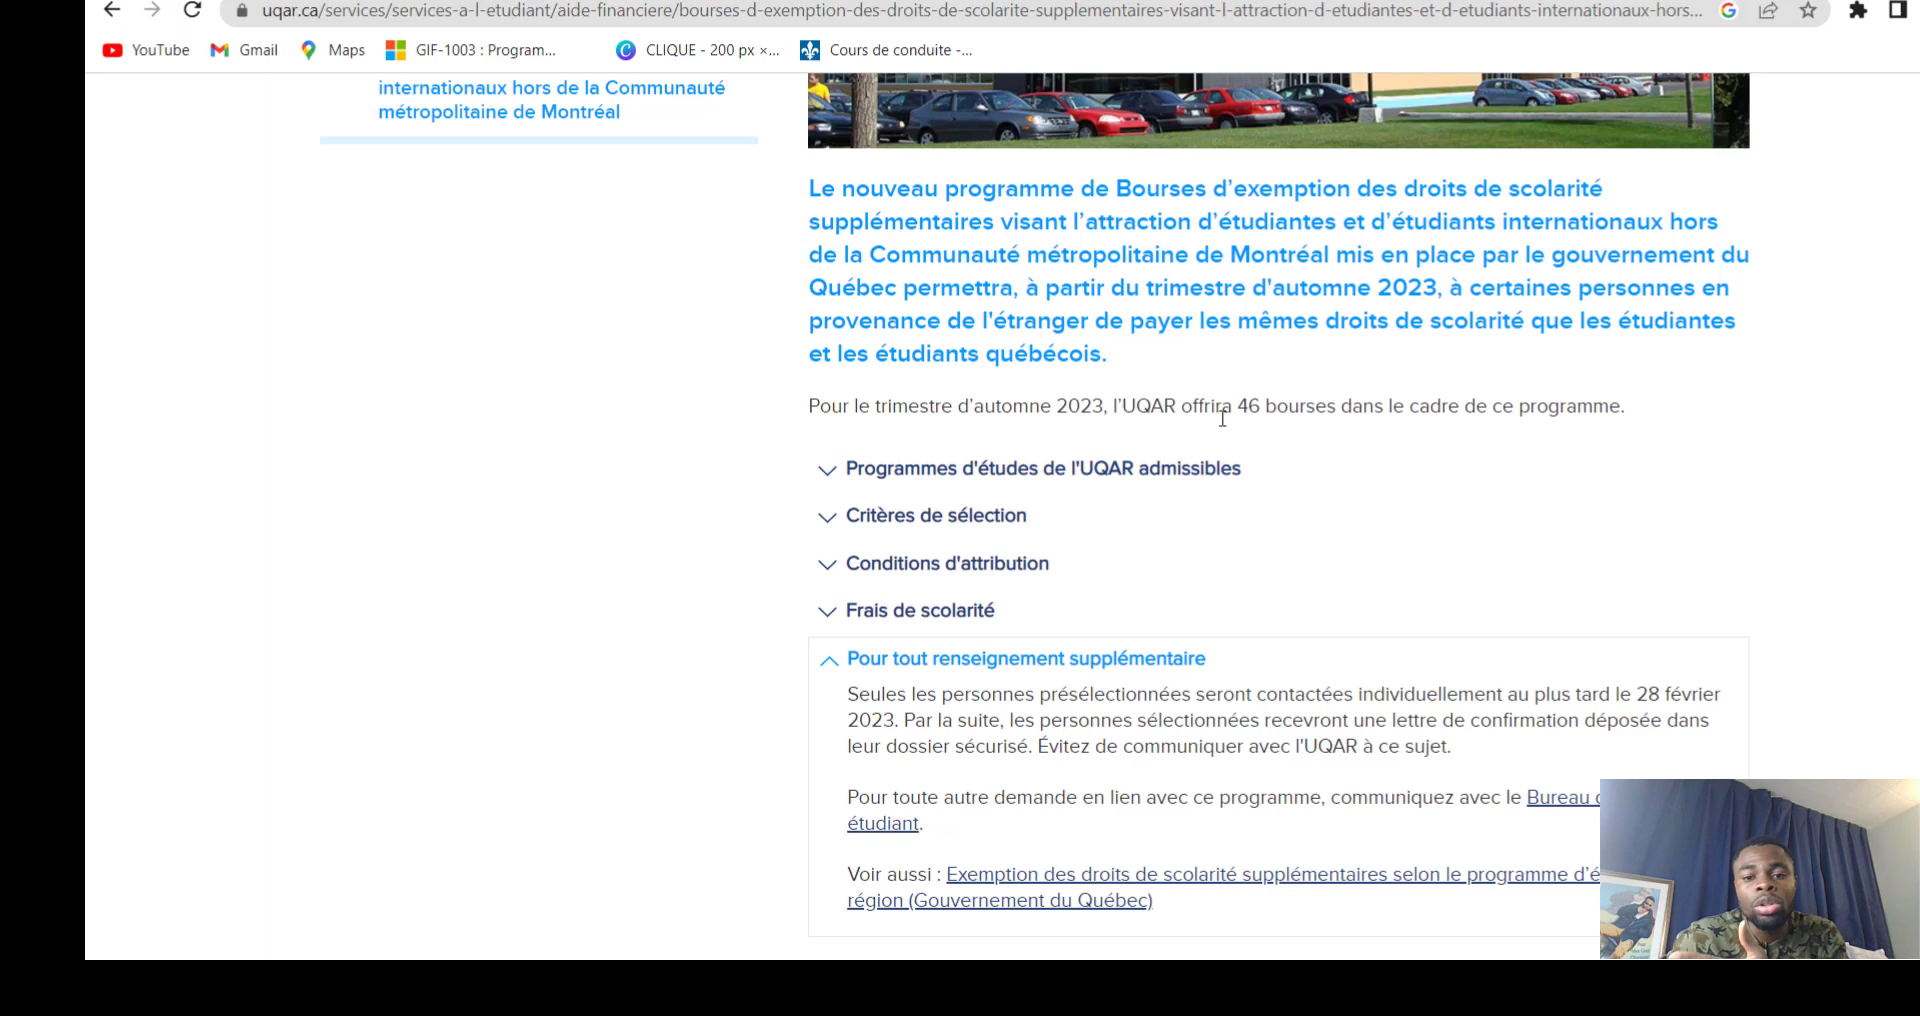 uqar.ca/services/services-a-l-etudiant/aide-financiere/bourses-d-exemption-des-droits-de-scolarite-supplementaires-visant-l-attraction-d-etudiantes-et-d-etudiants-internationaux-hors...
YouTube Gmail Maps GIF-1003 : Program... CLIQUE - 200 px ×... Cours de conduite -...
internationaux hors de la Communauté
métropolitaine de Montréal
Le nouveau programme de Bourses d’exemption des droits de scolarité
supplémentaires visant l’attraction d’étudiantes et d’étudiants internationaux hors
de la Communauté métropolitaine de Montréal mis en place par le gouvernement du
Québec permettra, à partir du trimestre d'automne 2023, à certaines personnes en
provenance de l'étranger de payer les mêmes droits de scolarité que les étudiantes
et les étudiants québécois.
Pour le trimestre d’automne 2023, l’UQAR offrira 46 bourses dans le cadre de ce programme.
Programmes d'études de l'UQAR admissibles
Critères de sélection
Conditions d'attribution
Frais de scolarité
Pour tout renseignement supplémentaire
Seules les personnes présélectionnées seront contactées individuellement au plus tard le 28 février
2023. Par la suite, les personnes sélectionnées recevront une lettre de confirmation déposée dans
leur dossier sécurisé. Évitez de communiquer avec l'UQAR à ce sujet.
Pour toute autre demande en lien avec ce programme, communiquez avec le Bureau
étudiant.
Voir aussi : Exemption des droits de scolarité supplémentaires selon le programme d’é
région (Gouvernement du Québec)